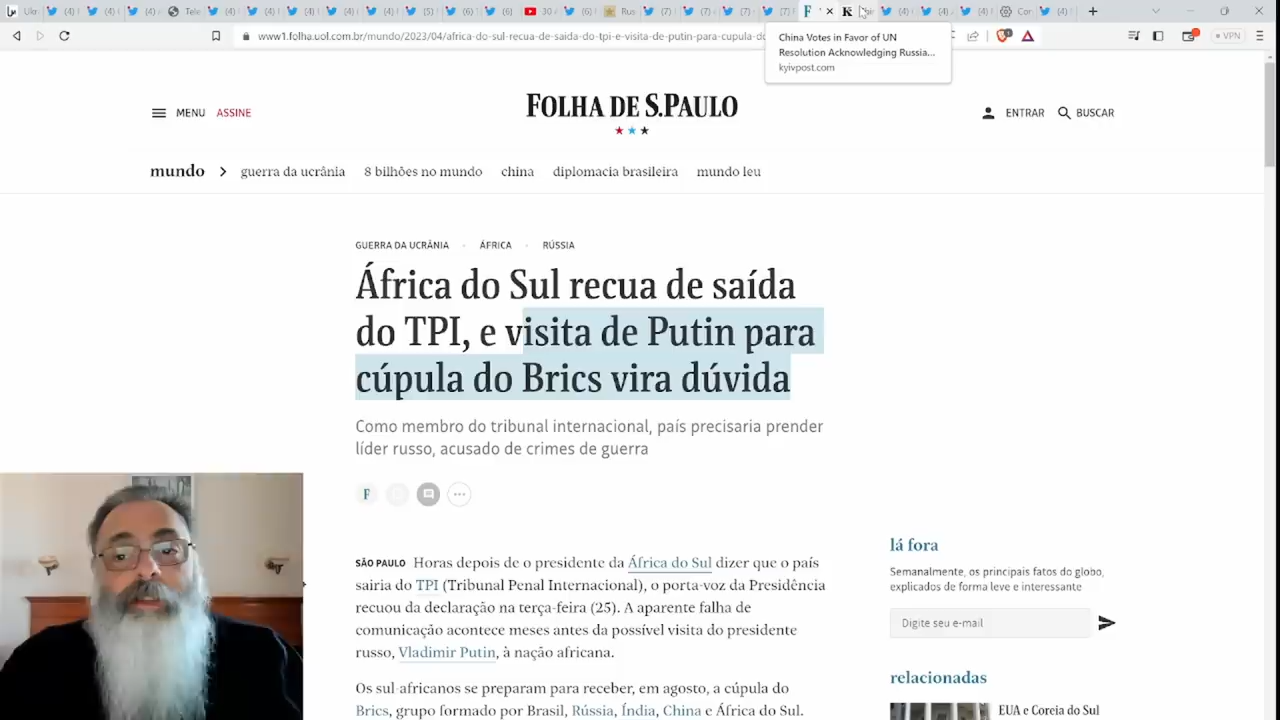 www1.folha.uol.com.br/mundo/2023/04/africa-do-sul-recua-de-saida-do-tpi-e-visita-de-putin-para-cupula-do
VPN
China Votes in Favor of UN
Resolution Acknowledging Russia...
kyivpost.com
MENU
ASSINE
FOLHA DE S.PAULO
ENTRAR
BUSCAR
mundo
guerra da ucrânia
8 bilhões no mundo
china
diplomacia brasileira
mundo leu
GUERRA DA UCRÂNIA
ÁFRICA
RÚSSIA
África do Sul recua de saída
do TPI, e visita de Putin para
cúpula do Brics vira dúvida
Como membro do tribunal internacional, país precisaria prender
líder russo, acusado de crimes de guerra
F
SÃO PAULO Horas depois de o presidente da África do Sul dizer que o país
sairia do TPI (Tribunal Penal Internacional), o porta-voz da Presidência
recuou da declaração na terça-feira (25). A aparente falha de
comunicação acontece meses antes da possível visita do presidente
russo, Vladimir Putin, à nação africana.
Os sul-africanos se preparam para receber, em agosto, a cúpula do
Brics, grupo formado por Brasil, Rússia, Índia, China e África do Sul.
lá fora
Semanalmente, os principais fatos do globo,
explicados de forma leve e interessante
Digite seu e-mail
relacionadas
EUA e Coreia do Sul